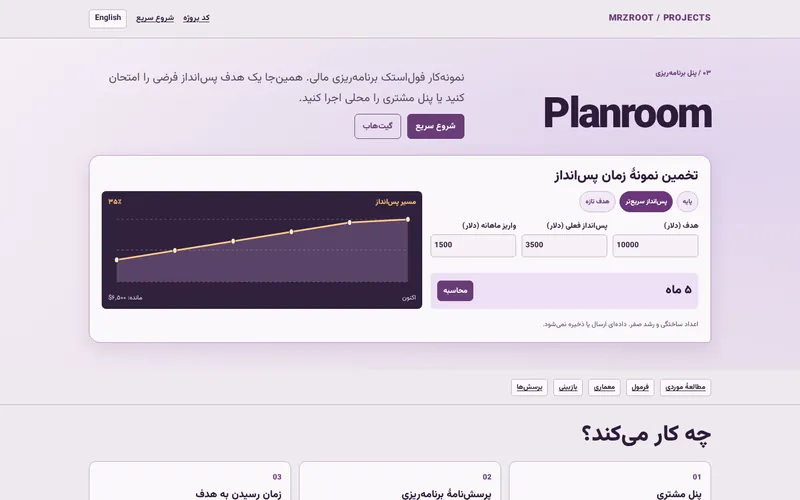 MRZROOT / PROJECTS
کد پروژه
شروع سریع
English
۰۳ / پنل برنامه‌ریزی
Planroom
نمونه‌کار فول‌استک برنامه‌ریزی مالی. همین‌جا یک هدف پس‌انداز فرضی را امتحان
کنید یا پنل مشتری را محلی اجرا کنید.
شروع سریع
گیت‌هاب
تخمین نمونهٔ زمان پس‌انداز
پایه
پس‌انداز سریع‌تر
هدف تازه
هدف (دلار)
پس‌انداز فعلی (دلار)
واریز ماهانه (دلار)
10000
3500
1500
۵ ماه
محاسبه
اعداد ساختگی و رشد صفر. داده‌ای ارسال یا ذخیره نمی‌شود.
مسیر پس‌انداز
۳۵٪
اکنون
مانده: ۶٬۵۰۰$
مطالعهٔ موردی
فرمول
معماری
بازبینی
پرسش‌ها
چه کار می‌کند؟
01
پنل مشتری
02
پرسش‌نامهٔ برنامه‌ریزی
03
زمان رسیدن به هدف